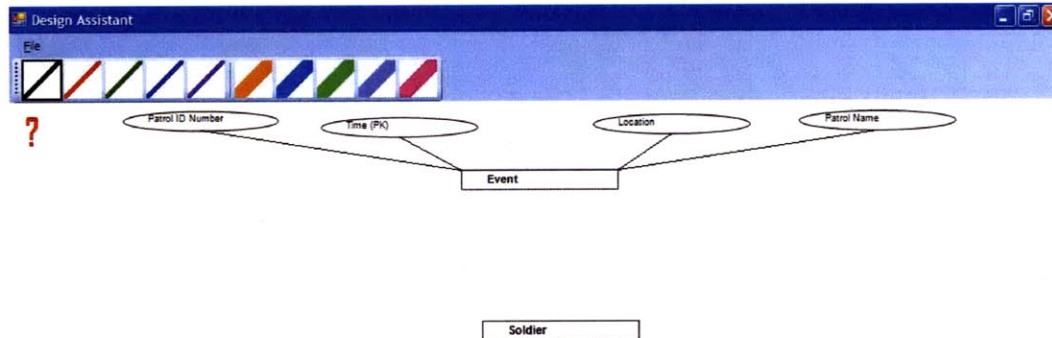 Design Assistant
File
?
Patrol ID Number
Time (PK)
Location
Patrol Name
Event
Soldier